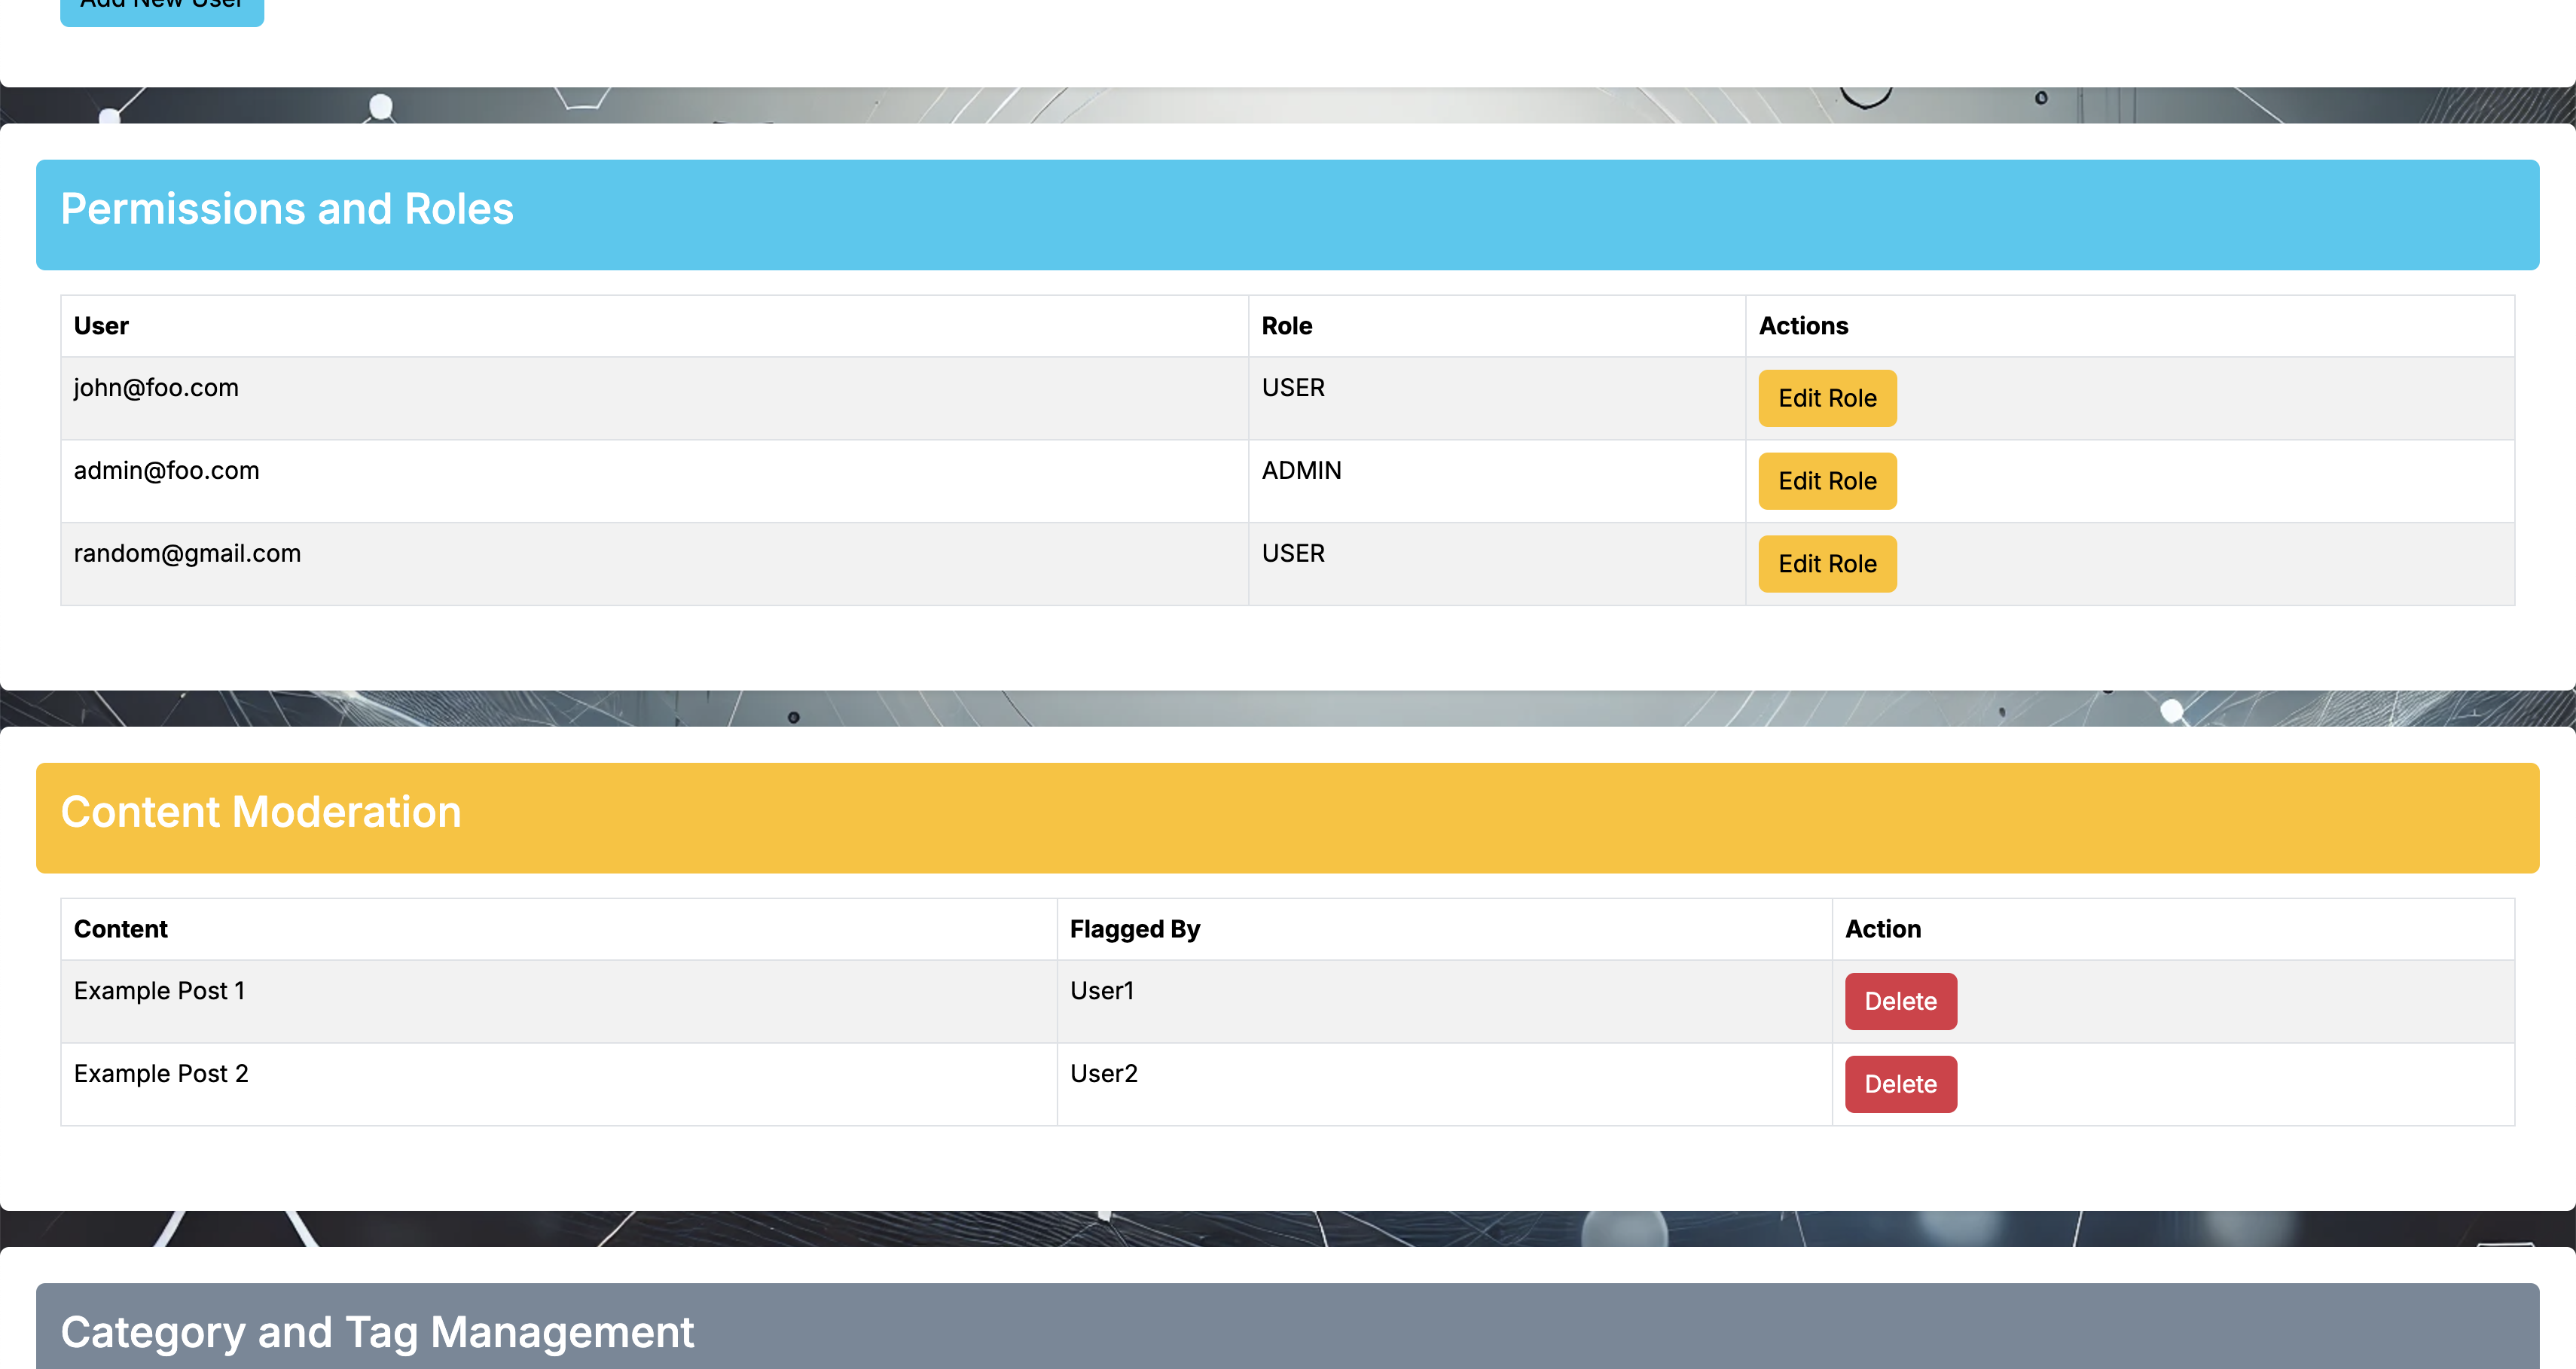 Add New User
Permissions and Roles
User Role Actions
john@foo.com USER Edit Role
admin@foo.com ADMIN Edit Role
random@gmail.com USER Edit Role
Content Moderation
Content Flagged By Action
Example Post 1 User1 Delete
Example Post 2 User2 Delete
Category and Tag Management